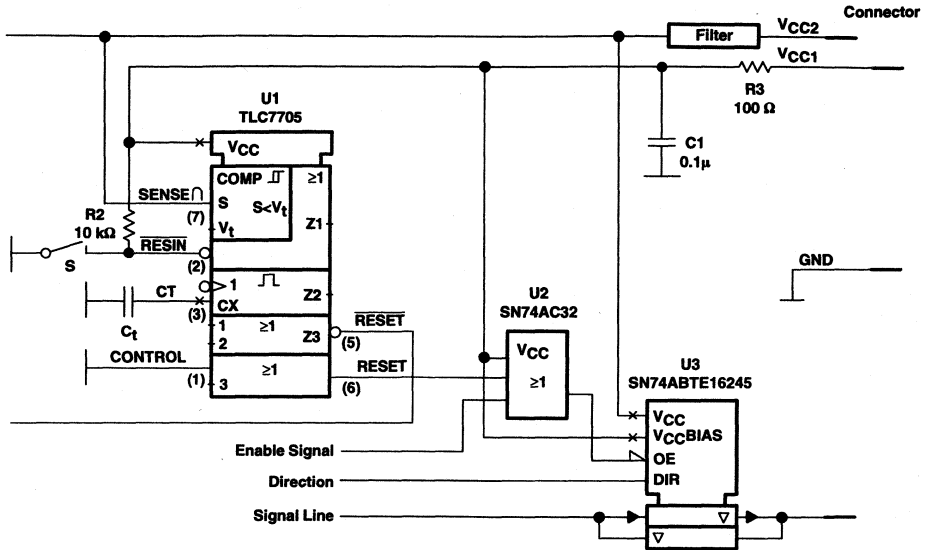 Connector
Filter
VCC2
VCC1
R3
100 Ω
U1
TLC7705
C1
0.1μ
VCC
COMP
≥1
SENSE
S
S<Vt
(7)
Vt
Z1
R2
10 kΩ
RESIN
(2)
S
GND
1
CT
Z2
(3)
CX
Ct
U2
SN74AC32
1
≥1
Z3
RESET
(5)
2
CONTROL
≥1
RESET
(1)
3
(6)
VCC
≥1
U3
SN74ABTE16245
VCC
VCCBIAS
Enable Signal
OE
Direction
DIR
Signal Line